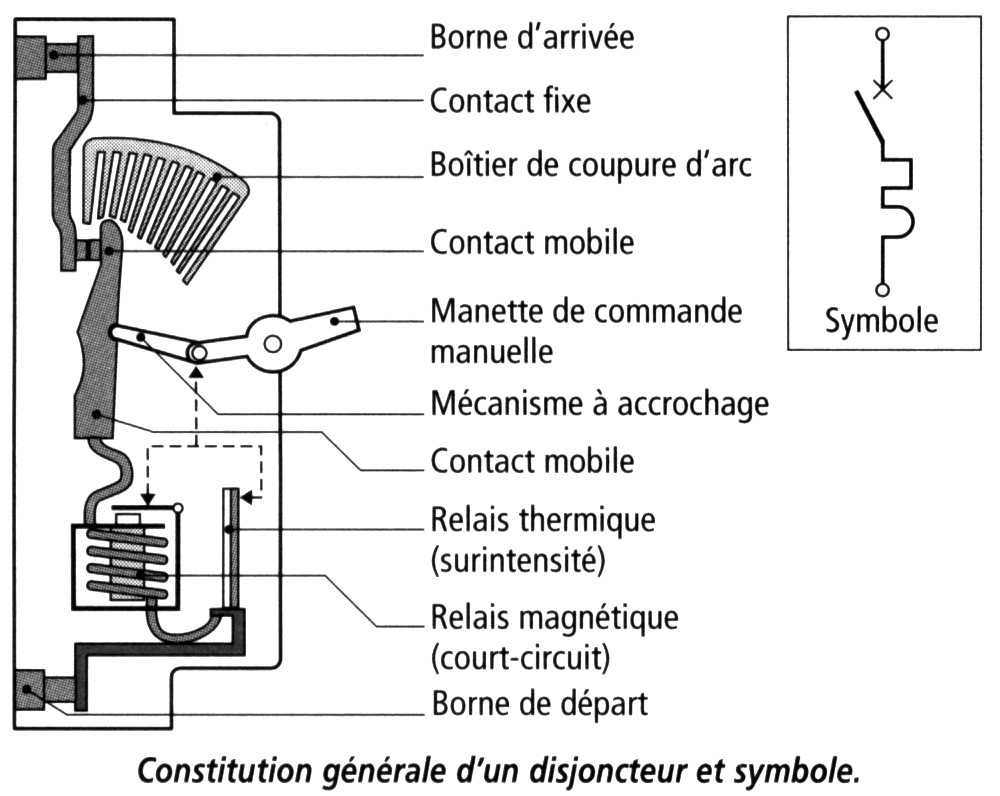 Borne d'arrivée
Contact fixe
Boîtier de coupure d'arc
Contact mobile
Manette de commande
manuelle
Mécanisme à accrochage
Contact mobile
Relais thermique
(surintensité)
Relais magnétique
(court-circuit)
Borne de départ
Symbole
Constitution générale d'un disjoncteur et symbole.